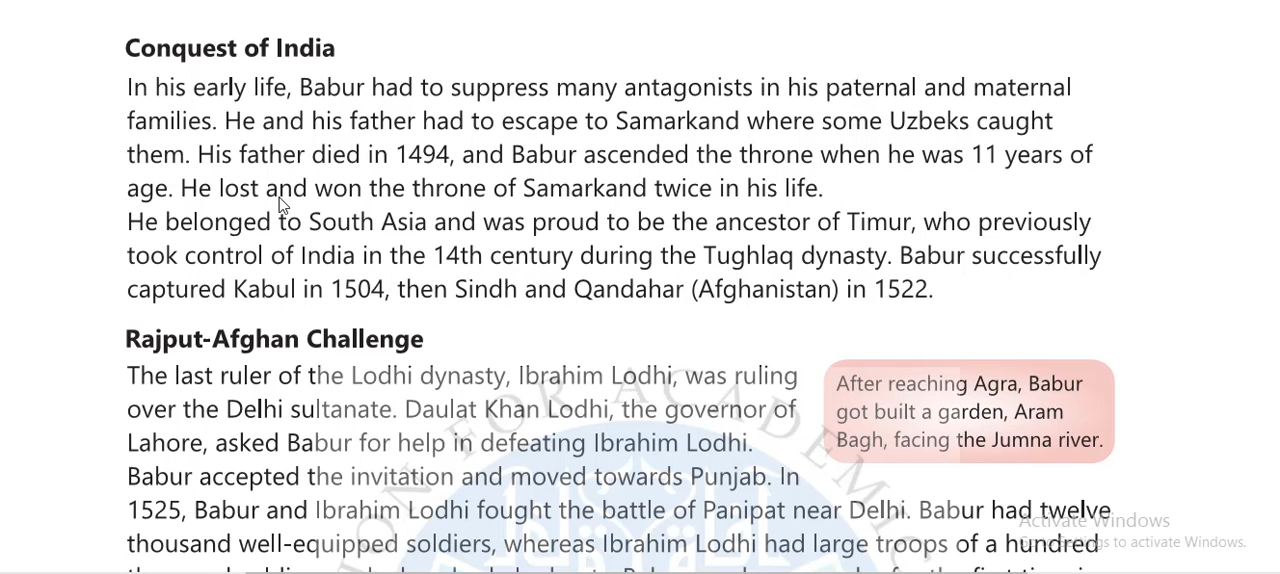 Conquest of India
In his early life, Babur had to suppress many antagonists in his paternal and maternal
families. He and his father had to escape to Samarkand where some Uzbeks caught
them. His father died in 1494, and Babur ascended the throne when he was 11 years of
age. He lost and won the throne of Samarkand twice in his life.
He belonged to South Asia and was proud to be the ancestor of Timur, who previously
took control of India in the 14th century during the Tughlaq dynasty. Babur successfully
captured Kabul in 1504, then Sindh and Qandahar (Afghanistan) in 1522.
Rajput-Afghan Challenge
The last ruler of the Lodhi dynasty, Ibrahim Lodhi, was ruling
over the Delhi sultanate. Daulat Khan Lodhi, the governor of
Lahore, asked Babur for help in defeating Ibrahim Lodhi.
Babur accepted the invitation and moved towards Punjab. In
1525, Babur and Ibrahim Lodhi fought the battle of Panipat near Delhi. Babur had twelve
thousand well-equipped soldiers, whereas Ibrahim Lodhi had large troops of a hundred
After reaching Agra, Babur
got built a garden, Aram
Bagh, facing the Jumna river.
ON FOR ACADEMIC
Activate Windows
Go to Settings to activate Windows.